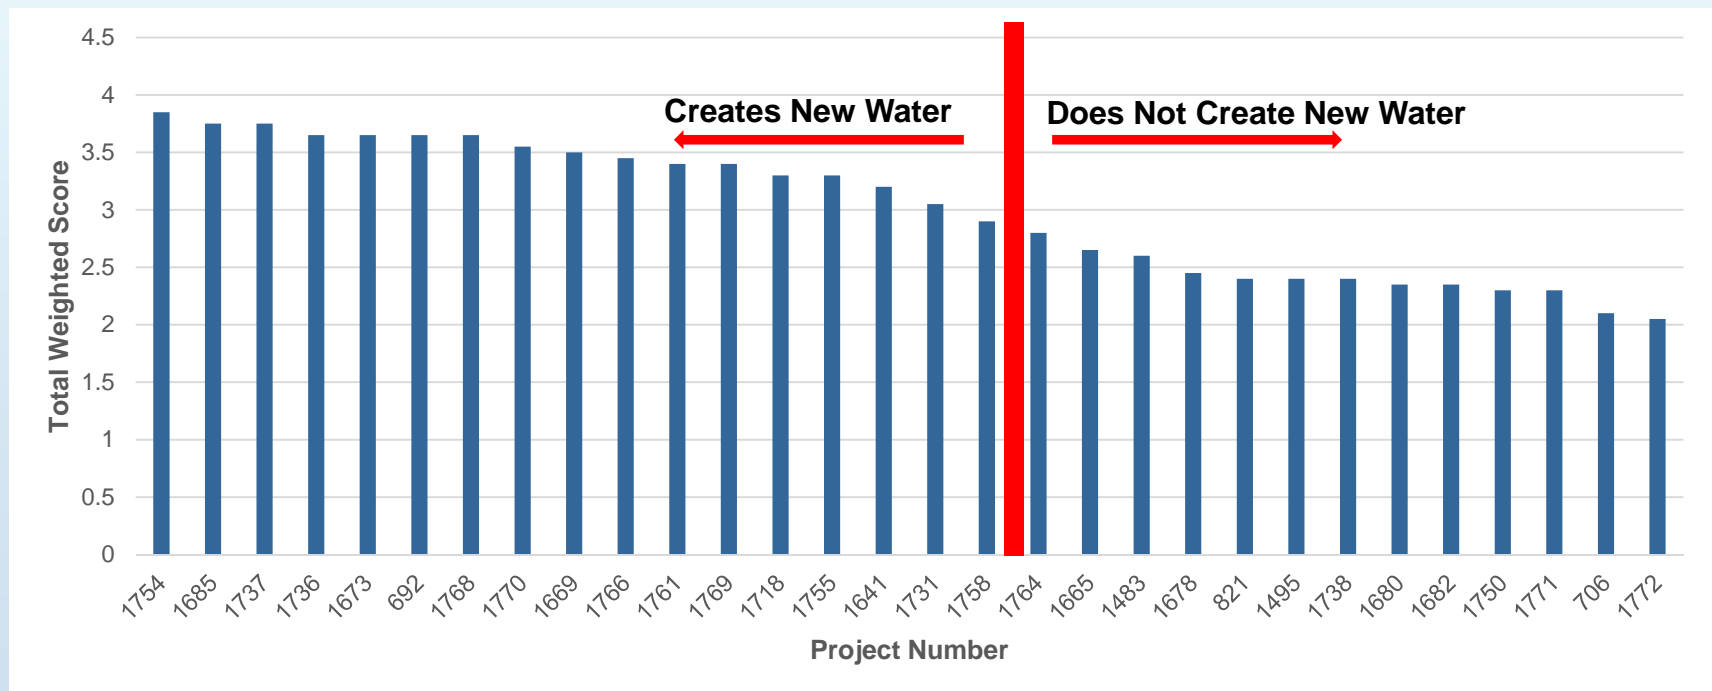 4.5
4
3.5
3
2.5
2
1.5
1
0.5
0
Total Weighted Score
Creates New Water
Does Not Create New Water
1754 1685 1737 1736 1673 692 1768 1770 1669 1766 1761 1769 1718 1755 1641 1731 1758 1764 1665 1483 1678 821 1495 1738 1680 1682 1750 1771 706 1772
Project Number